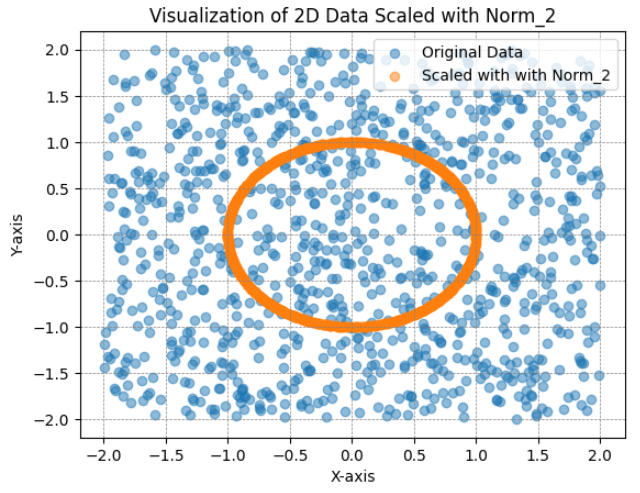 Visualization of 2D Data Scaled with Norm_2
Original Data
Scaled with with Norm_2
2.0
1.5
1.0
0.5
0.0
−0.5
−1.0
−1.5
−2.0
Y-axis
−2.0 −1.5 −1.0 −0.5 0.0 0.5 1.0 1.5 2.0
X-axis